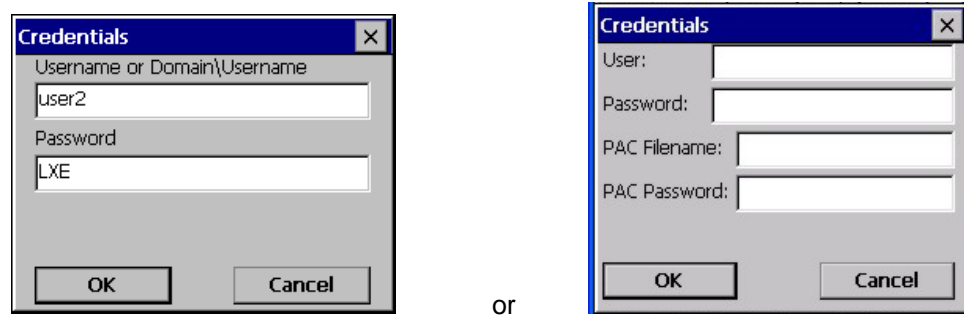 Credentials
Username or Domain\Username
user2
Password
LXE
OK Cancel
or
Credentials
User:
Password:
PAC Filename:
PAC Password:
OK Cancel